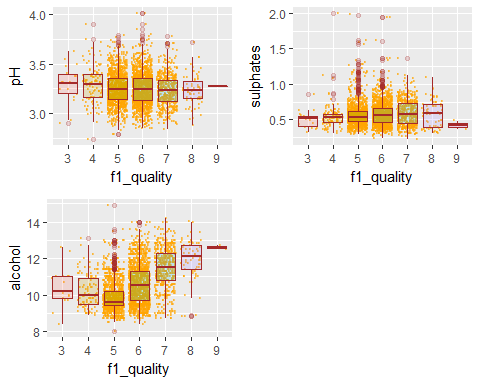 pH
4.0
3.5
3.0
3 4 5 6 7 8 9
f1_quality
sulphates
2.0
1.5
1.0
0.5
3 4 5 6 7 8 9
f1_quality
alcohol
14
12
10
8
3 4 5 6 7 8 9
f1_quality